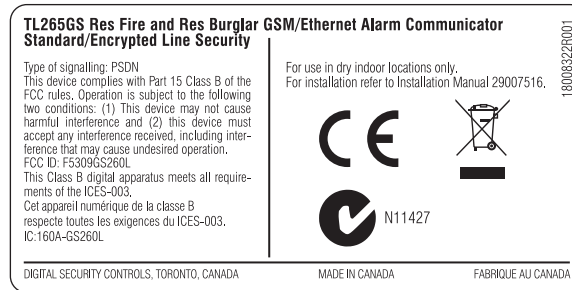 TL265GS Res Fire and Res Burglar GSM/Ethernet Alarm Communicator
Standard/Encrypted Line Security
Type of signalling: PSDN
This device complies with Part 15 Class B of the
FCC rules. Operation is subject to the following
two conditions: (1) This device may not cause
harmful interference and (2) this device must
accept any interference received, including inter-
ference that may cause undesired operation.
FCC ID: F5309GS260L
This Class B digital apparatus meets all require-
ments of the ICES-003.
Cet appareil numérique de la classe B
respecte toutes les exigences du ICES-003.
IC:160A-GS260L
For use in dry indoor locations only.
For installation refer to Installation Manual 29007516.
CE
N11427
18008322R001
DIGITAL SECURITY CONTROLS, TORONTO, CANADA
MADE IN CANADA
FABRIQUE AU CANADA